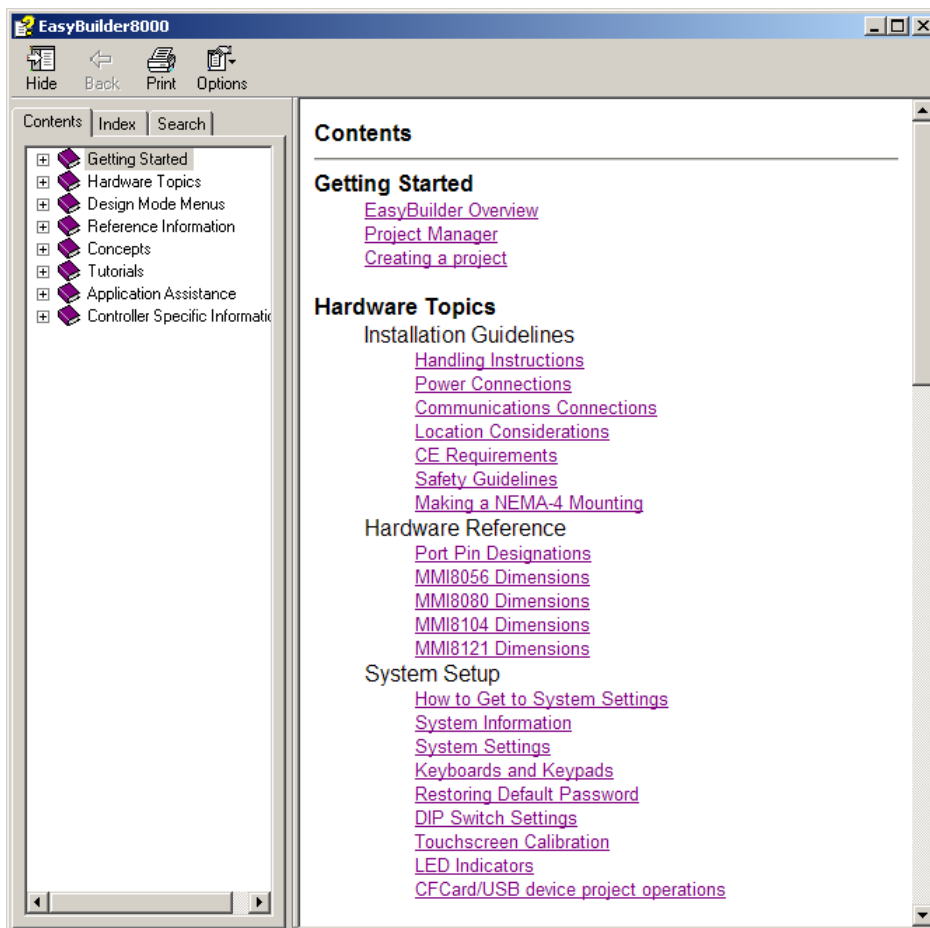 EasyBuilder8000
Hide Back Print Options
Contents Index Search
Getting Started
Hardware Topics
Design Mode Menus
Reference Information
Concepts
Tutorials
Application Assistance
Controller Specific Informatic
Contents
Getting Started
EasyBuilder Overview
Project Manager
Creating a project
Hardware Topics
Installation Guidelines
Handling Instructions
Power Connections
Communications Connections
Location Considerations
CE Requirements
Safety Guidelines
Making a NEMA-4 Mounting
Hardware Reference
Port Pin Designations
MMI8056 Dimensions
MMI8080 Dimensions
MMI8104 Dimensions
MMI8121 Dimensions
System Setup
How to Get to System Settings
System Information
System Settings
Keyboards and Keypads
Restoring Default Password
DIP Switch Settings
Touchscreen Calibration
LED Indicators
CFCard/USB device project operations